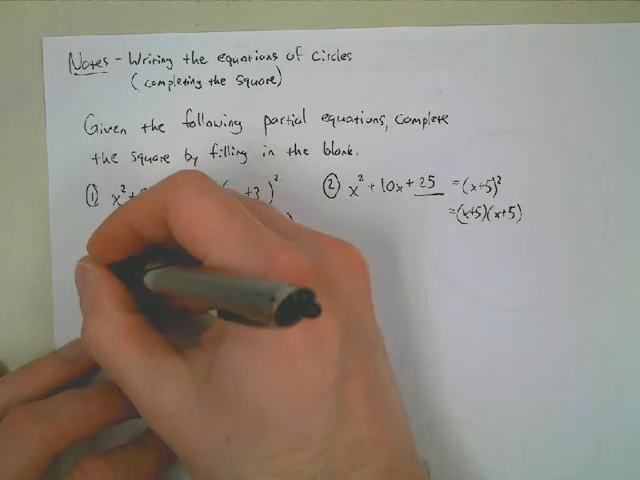 Notes - Writing the equations of circles
(completing the square)
Given the following partial equations, complete
the square by filling in the blank.
① x² + +3)²
② x² + 10x + 25 = (x+5)²
= (x+5)(x+5)